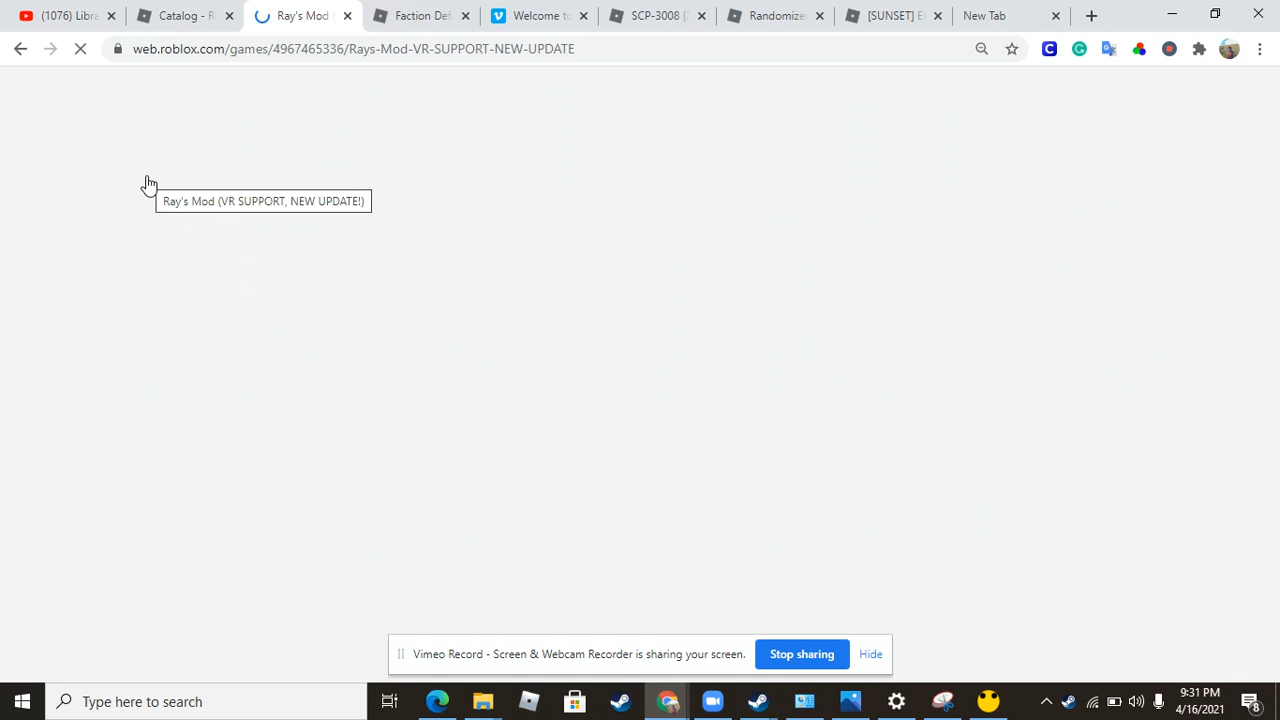 (1076) Libra
Catalog - R
Ray's Mod
Faction Def
Welcome to
SCP-3008 [
Randomize
[SUNSET] E
New Tab
web.roblox.com/games/4967465336/Rays-Mod-VR-SUPPORT-NEW-UPDATE
Ray's Mod (VR SUPPORT, NEW UPDATE!)
Vimeo Record - Screen & Webcam Recorder is sharing your screen.
Stop sharing
Hide
Type here to search
9:31 PM
4/16/2021
8